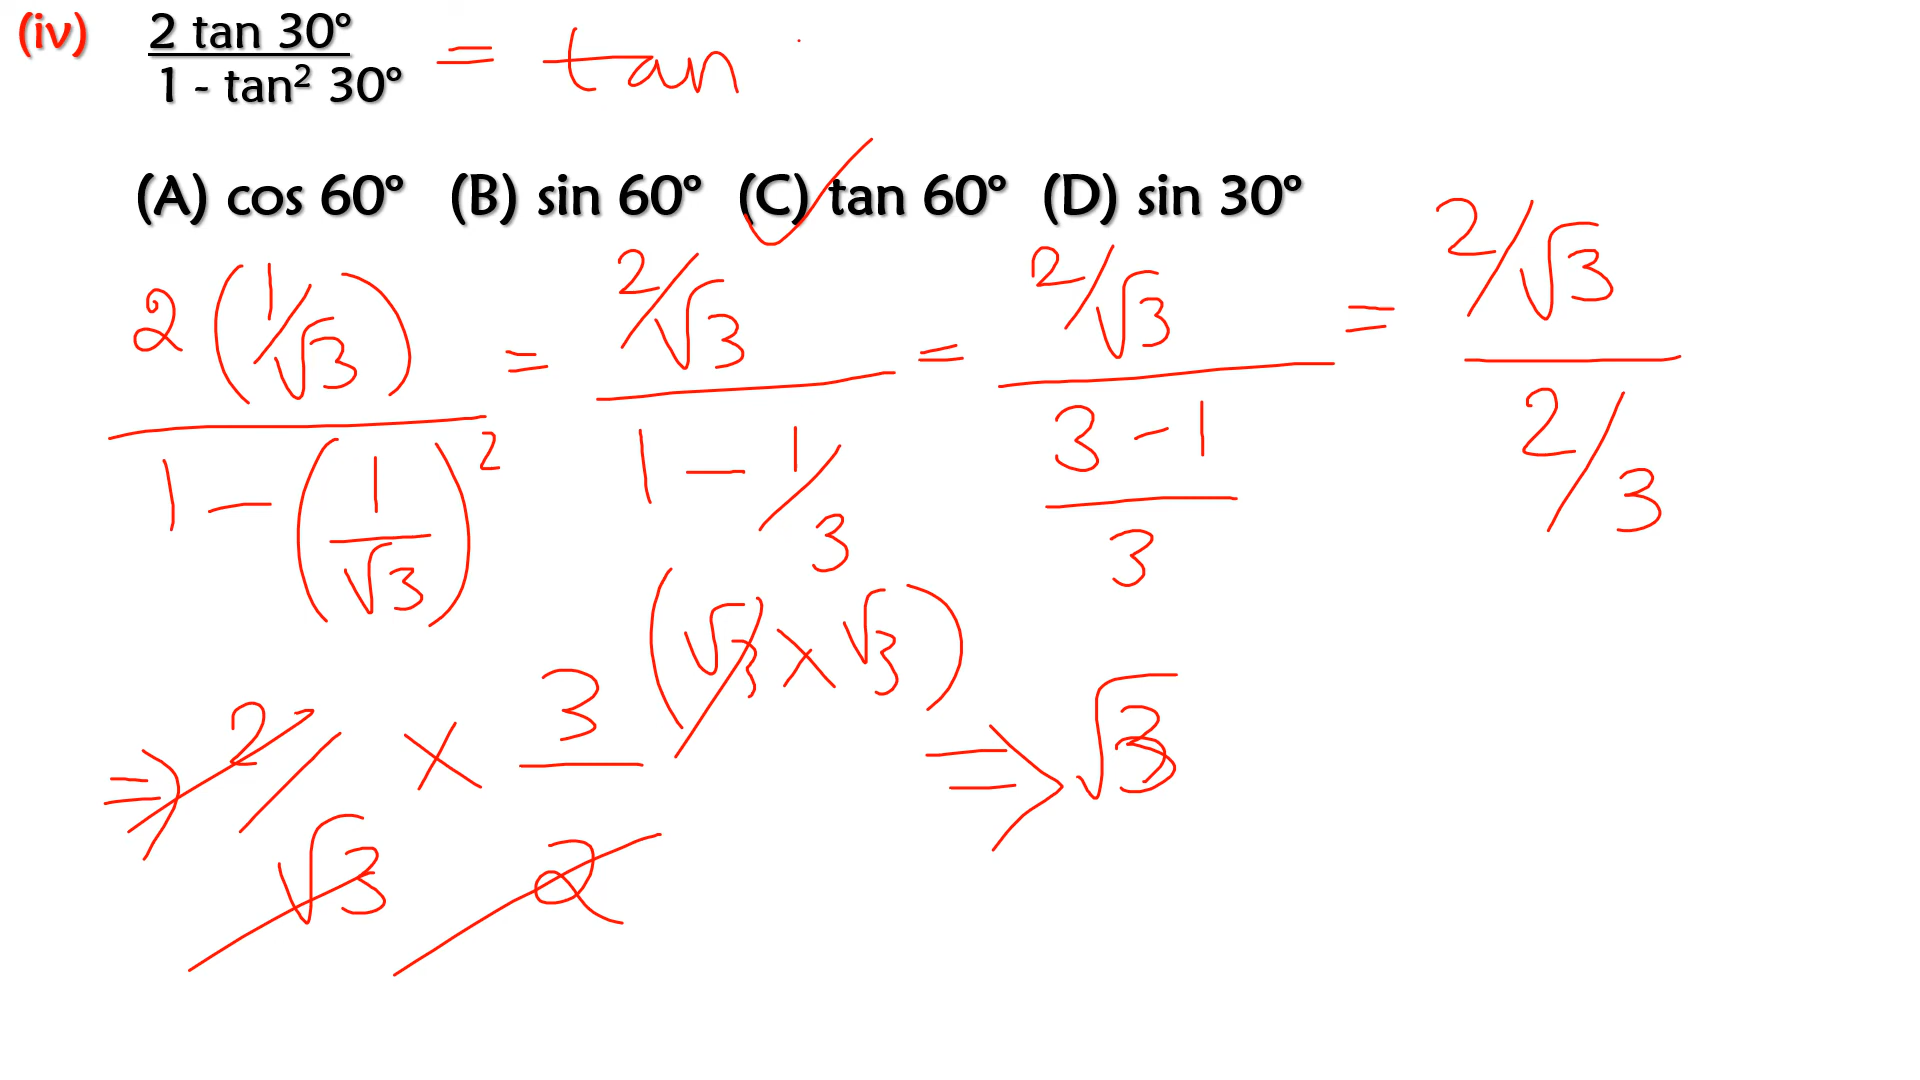 (iv) 2 tan 30° = tan
1 - tan² 30°
(A) cos 60° (B) sin 60° (C) tan 60° (D) sin 30°
2 (1/√3) = 2/√3 = 2/√3 = 2/√3
1 - (1/√3)² 1 - 1/3 3 - 1 2/3
3
⇒ 2/√3 × 3 (√3 × √3) ⇒ √3
2